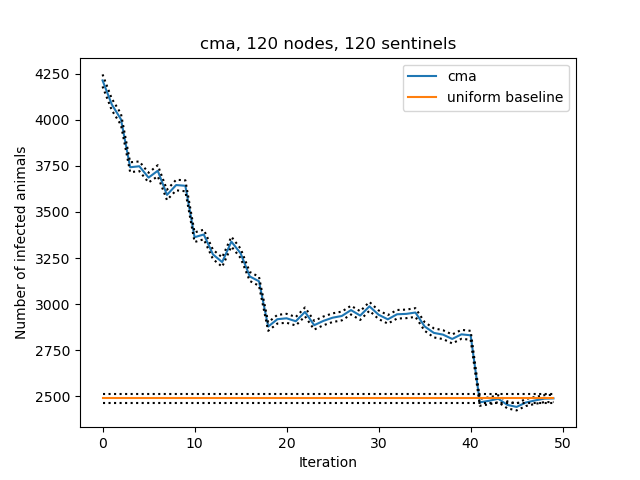 cma, 120 nodes, 120 sentinels
cma
uniform baseline
Number of infected animals
4250
4000
3750
3500
3250
3000
2750
2500
0 10 20 30 40 50
Iteration